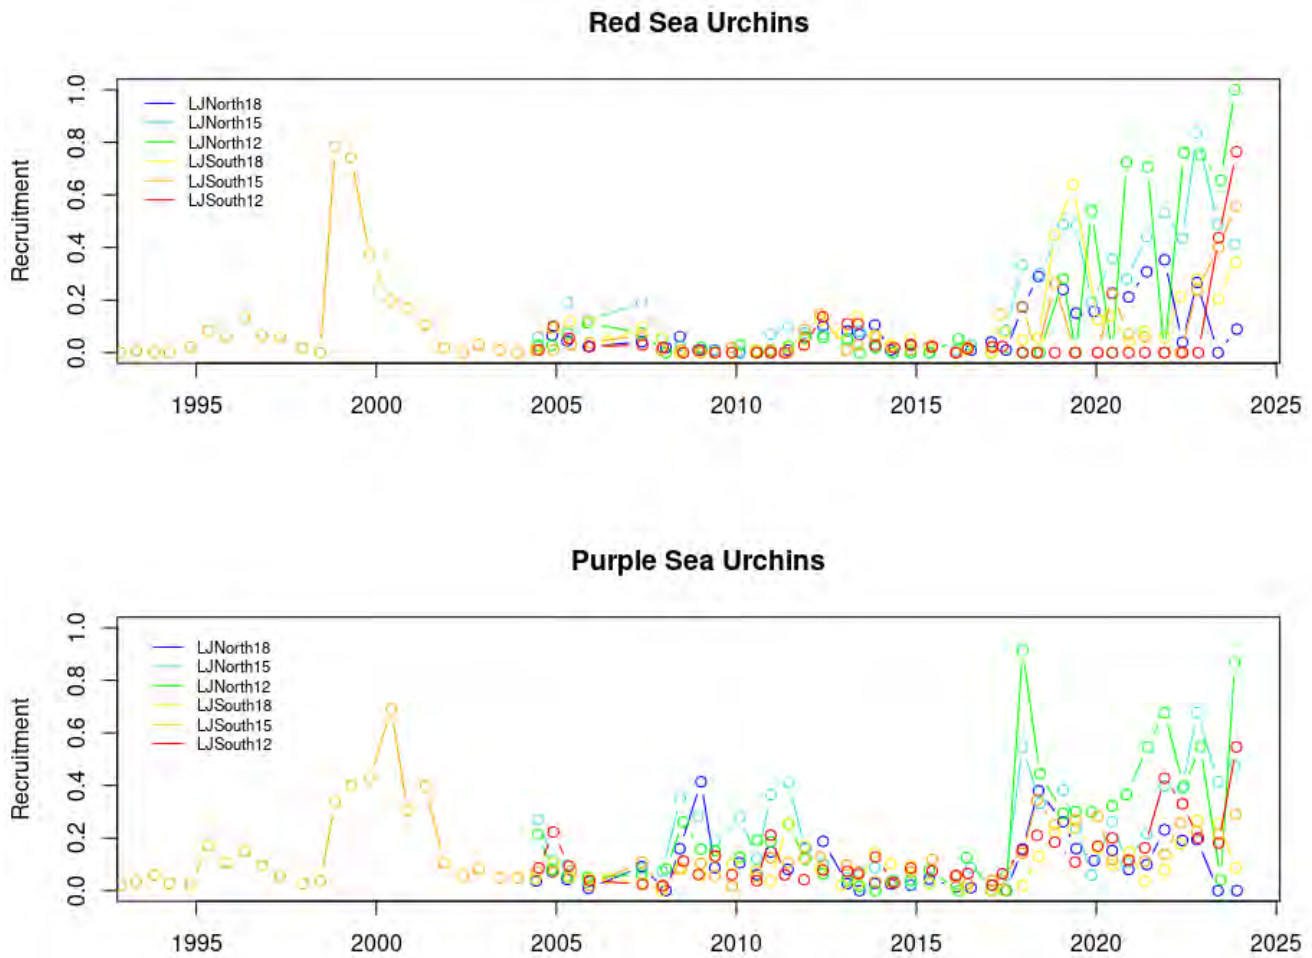 Red Sea Urchins
Recruitment
0.0 0.2 0.4 0.6 0.8 1.0
LJNorth18
LJNorth15
LJNorth12
LJSouth18
LJSouth15
LJSouth12
1995 2000 2005 2010 2015 2020 2025
Purple Sea Urchins
Recruitment
0.0 0.2 0.4 0.6 0.8 1.0
LJNorth18
LJNorth15
LJNorth12
LJSouth18
LJSouth15
LJSouth12
1995 2000 2005 2010 2015 2020 2025